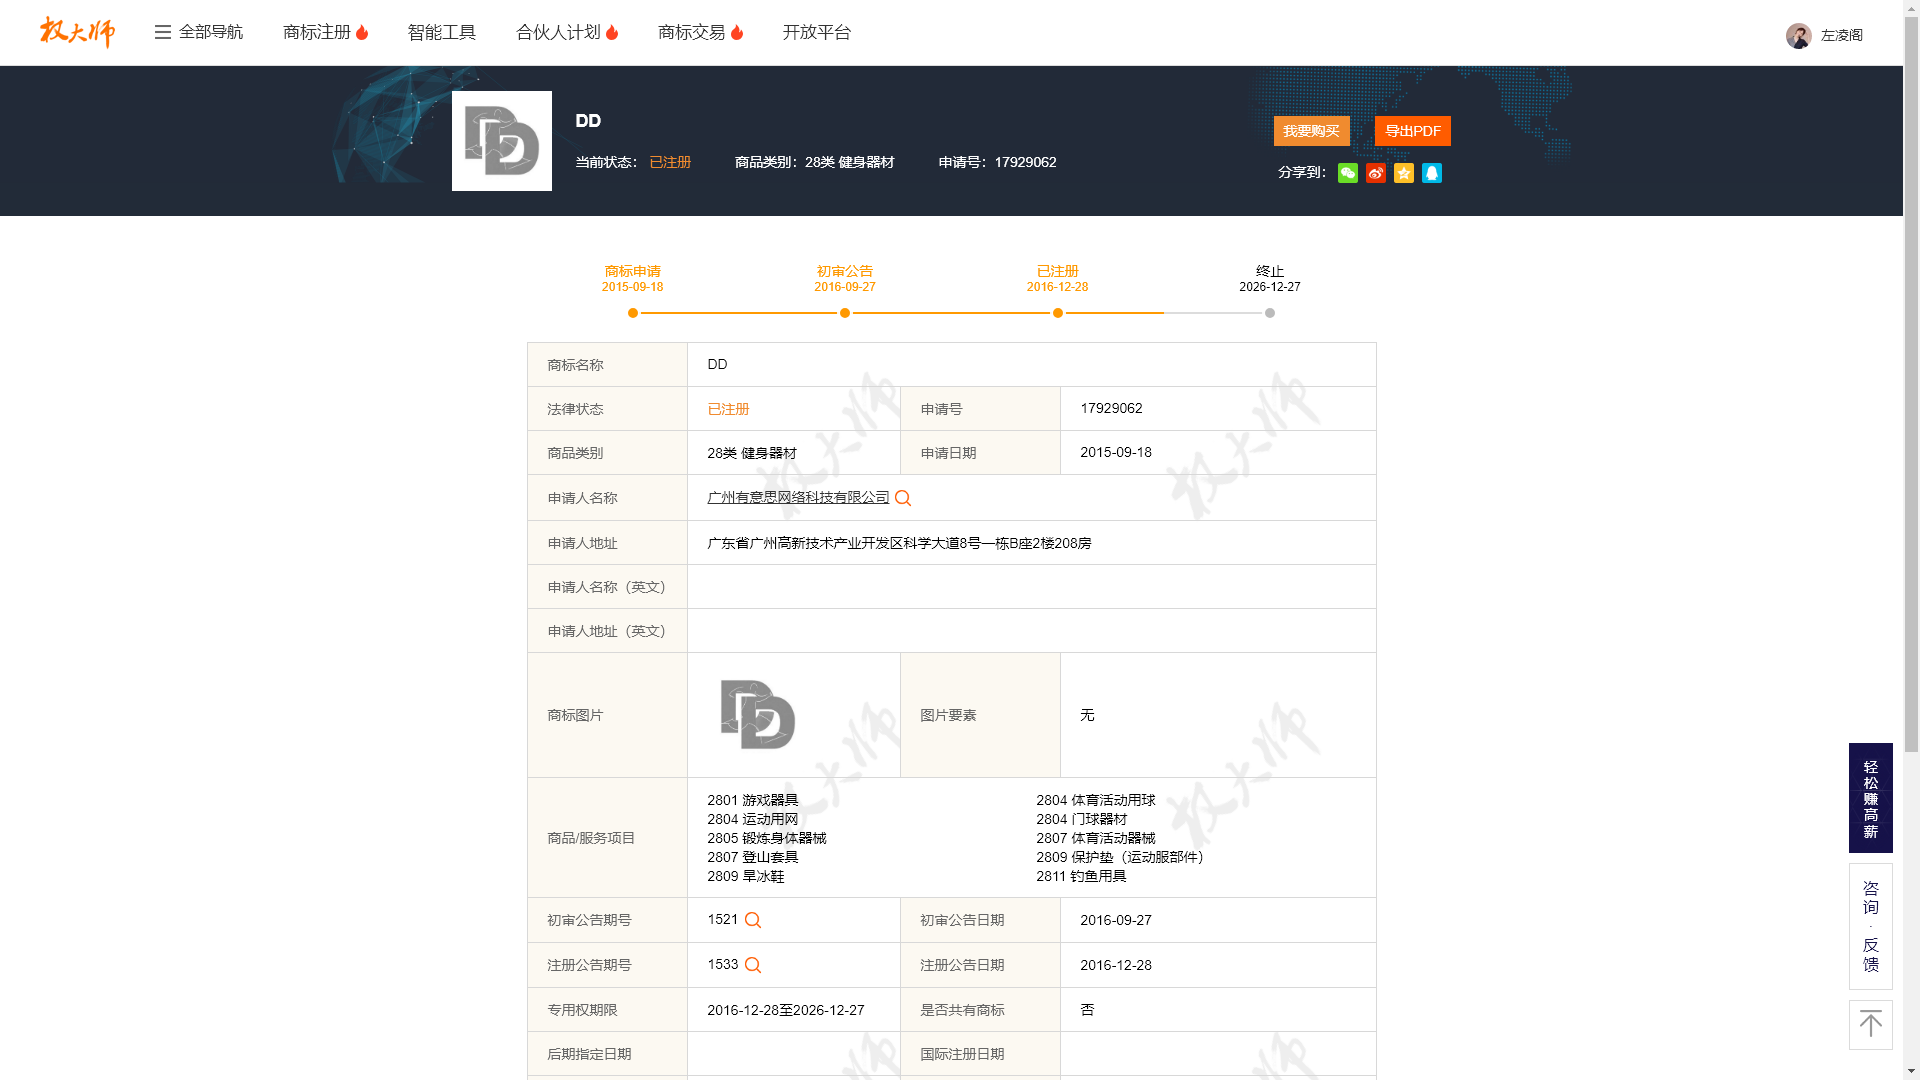 权大师
全部导航
商标注册
智能工具
合伙人计划
商标交易
开放平台
左凌阁
DD
当前状态： 已注册
商品类别：28类 健身器材
申请号：17929062
我要购买
导出PDF
分享到：
商标申请
2015-09-18
初审公告
2016-09-27
已注册
2016-12-28
终止
2026-12-27
商标名称 DD
法律状态 已注册 申请号 17929062
商品类别 28类 健身器材 申请日期 2015-09-18
申请人名称 广州有意思网络科技有限公司
申请人地址 广东省广州高新技术产业开发区科学大道8号一栋B座2楼208房
申请人名称（英文）
申请人地址（英文）
商标图片 DD 图片要素 无
商品/服务项目
2801 游戏器具 2804 体育活动用球
2804 运动用网 2804 门球器材
2805 锻炼身体器械 2807 体育活动器械
2807 登山套具 2809 保护垫（运动服部件）
2809 旱冰鞋 2811 钓鱼用具
初审公告期号 1521 初审公告日期 2016-09-27
注册公告期号 1533 注册公告日期 2016-12-28
专用权期限 2016-12-28至2026-12-27 是否共有商标 否
后期指定日期 国际注册日期
轻松赚高薪
咨询·反馈
权大师
权大师
权大师
权大师